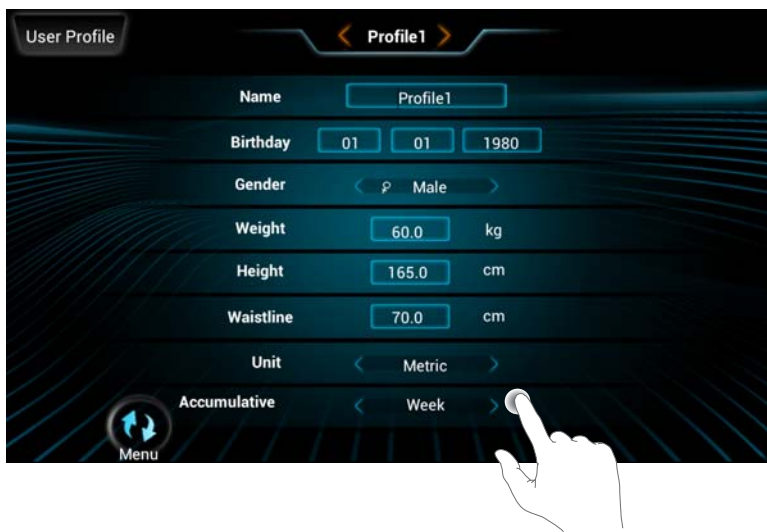 User Profile
Profile1
Name Profile1
Birthday 01 01 1980
Gender Male
Weight 60.0 kg
Height 165.0 cm
Waistline 70.0 cm
Unit Metric
Accumulative Week
Menu